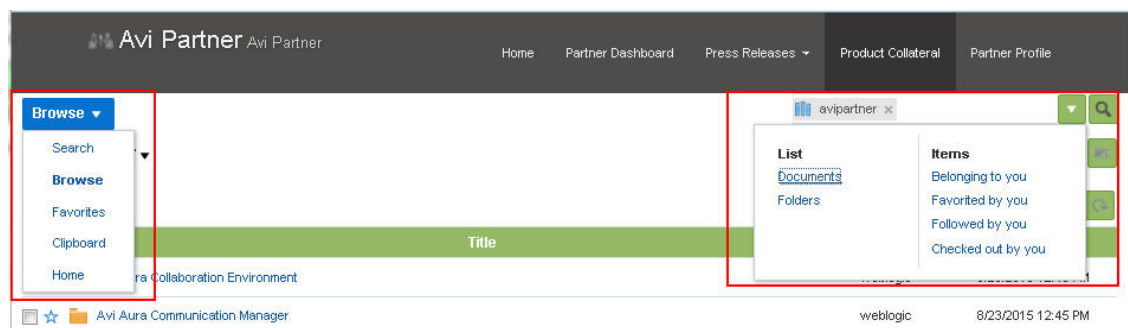 Avi Partner Avi Partner
Home Partner Dashboard Press Releases Product Collateral Partner Profile
Browse
avipartner
Search
Browse
Favorites
Clipboard
Home
List
Documents
Folders
Items
Belonging to you
Favorited by you
Followed by you
Checked out by you
Title
Collaboration Environment
Avi Aura Communication Manager weblogic 8/23/2015 12:45 PM